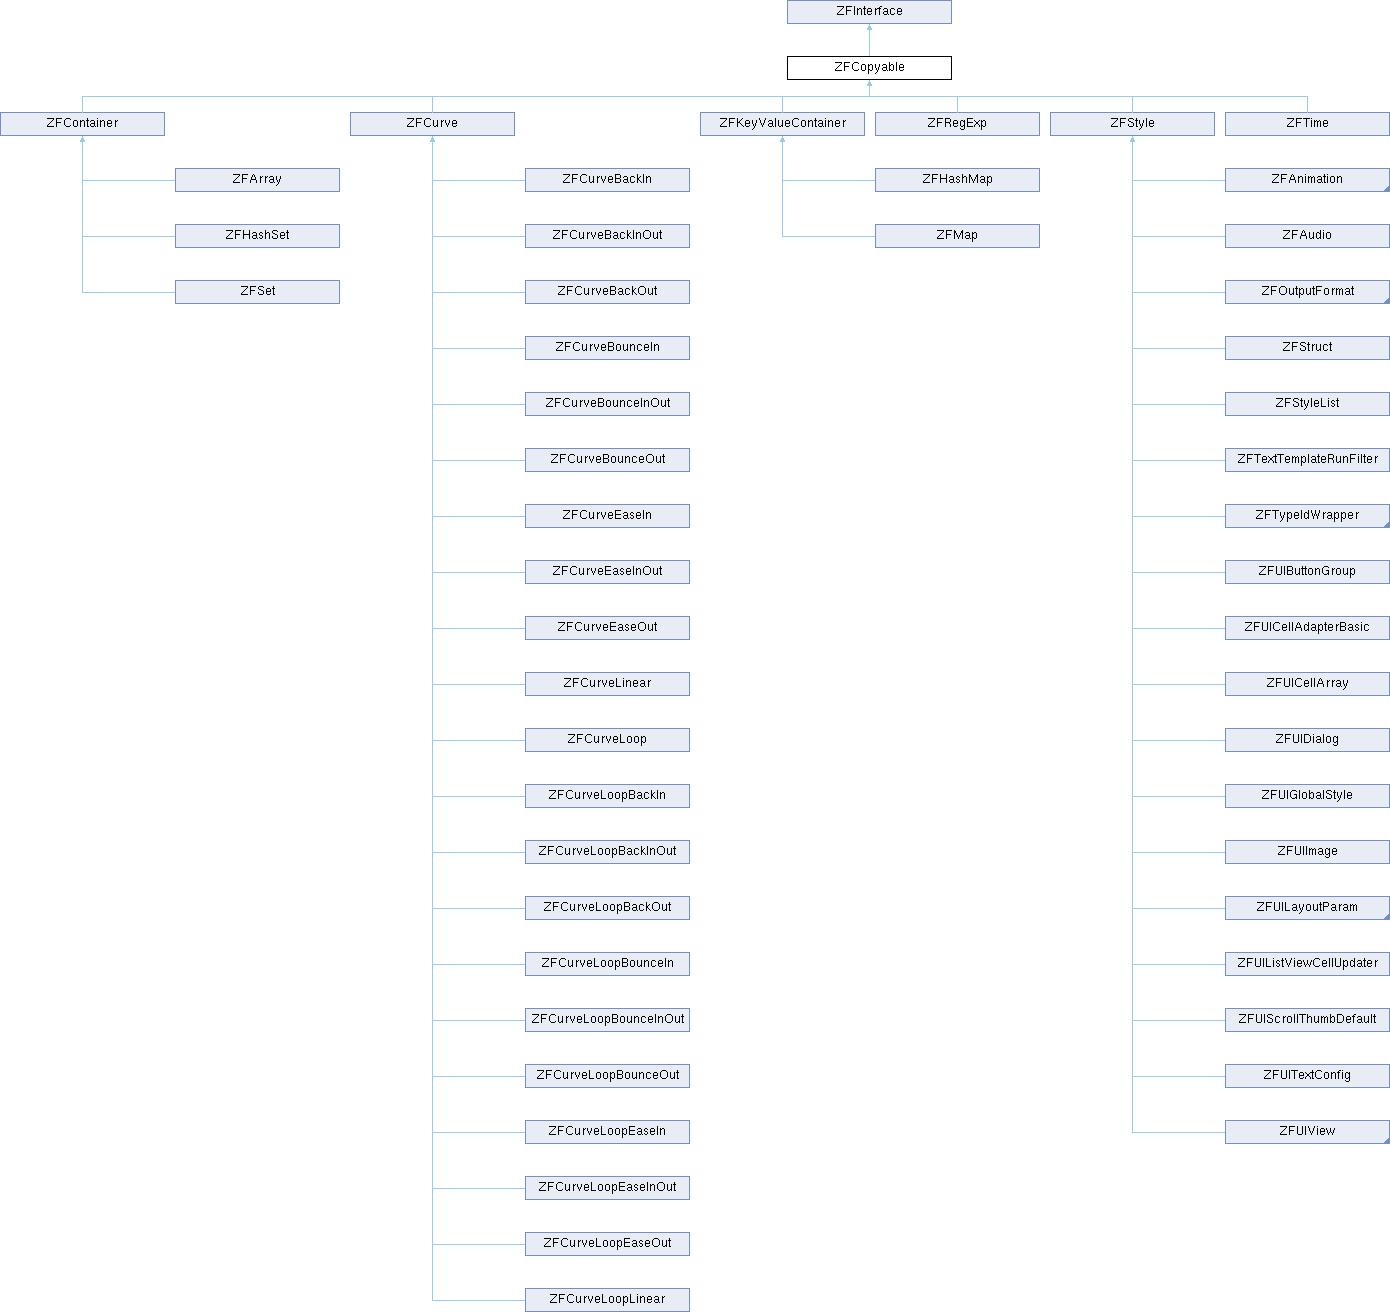 ZFInterface
ZFCopyable
ZFContainer
ZFCurve
ZFKeyValueContainer
ZFRegExp
ZFStyle
ZFTime
ZFArray
ZFCurveBackIn
ZFHashMap
ZFAnimation
ZFHashSet
ZFCurveBackInOut
ZFMap
ZFAudio
ZFSet
ZFCurveBackOut
ZFOutputFormat
ZFCurveBounceIn
ZFStruct
ZFCurveBounceInOut
ZFStyleList
ZFCurveBounceOut
ZFTextTemplateRunFilter
ZFCurveEaseIn
ZFTypeIdWrapper
ZFCurveEaseInOut
ZFUIButtonGroup
ZFCurveEaseOut
ZFUICellAdapterBasic
ZFCurveLinear
ZFUICellArray
ZFCurveLoop
ZFUIDialog
ZFCurveLoopBackIn
ZFUIGlobalStyle
ZFCurveLoopBackInOut
ZFUIImage
ZFCurveLoopBackOut
ZFUILayoutParam
ZFCurveLoopBounceIn
ZFUIListViewCellUpdater
ZFCurveLoopBounceInOut
ZFUIScrollThumbDefault
ZFCurveLoopBounceOut
ZFUITextConfig
ZFCurveLoopEaseIn
ZFUIView
ZFCurveLoopEaseInOut
ZFCurveLoopEaseOut
ZFCurveLoopLinear